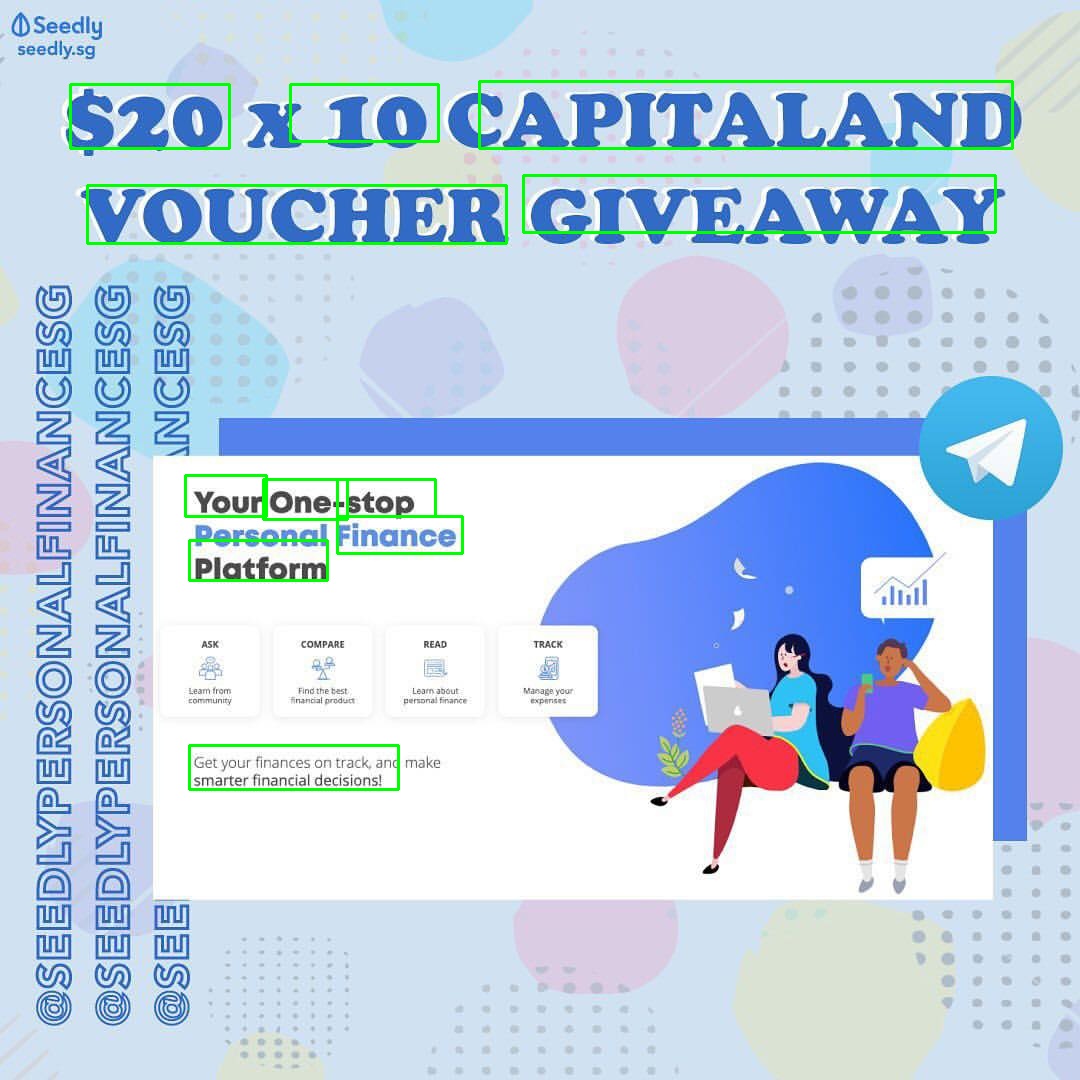 Seedly
seedly.sg
$20 x 10 CAPITALAND
VOUCHER GIVEAWAY
@SEEDLYPERSONALFINANCESG
@SEEDLYPERSONALFINANCESG
@SEE
ANCESG
Your One-stop
Personal Finance
Platform
ASK
Learn from
community
COMPARE
Find the best
financial product
READ
Learn about
personal finance
TRACK
Manage your
expenses
Get your finances on track, and make
smarter financial decisions!